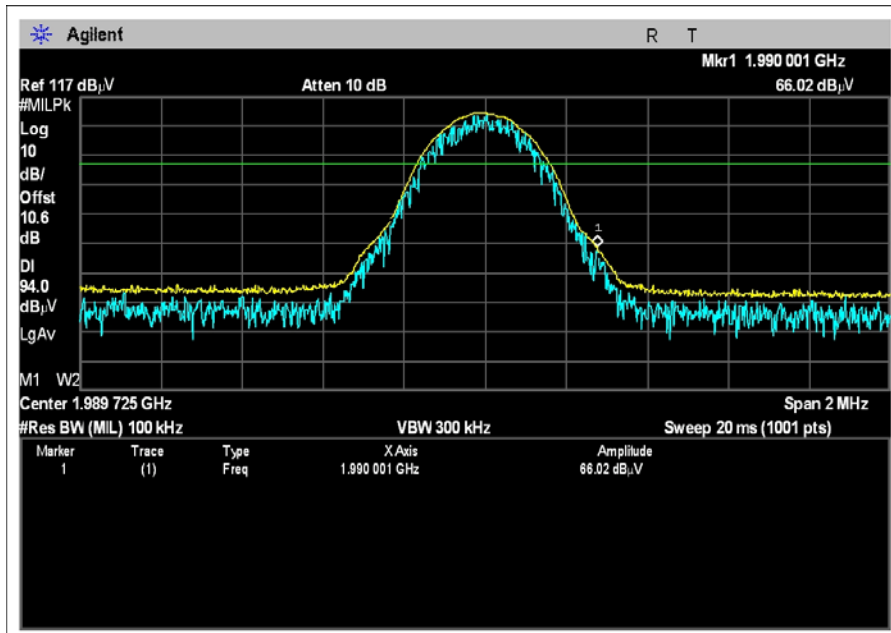 Agilent R T
Mkr1 1.990 001 GHz
Ref 117 dBµV Atten 10 dB 66.02 dBµV
#MILPk
Log
10
dB/
Offst
10.6
dB
DI
94.0
dBµV
LgAv
M1 W2
1
Center 1.989 725 GHz Span 2 MHz
#Res BW (MIL) 100 kHz VBW 300 kHz Sweep 20 ms (1001 pts)
Marker Trace Type X Axis Amplitude
1 (1) Freq 1.990 001 GHz 66.02 dBµV